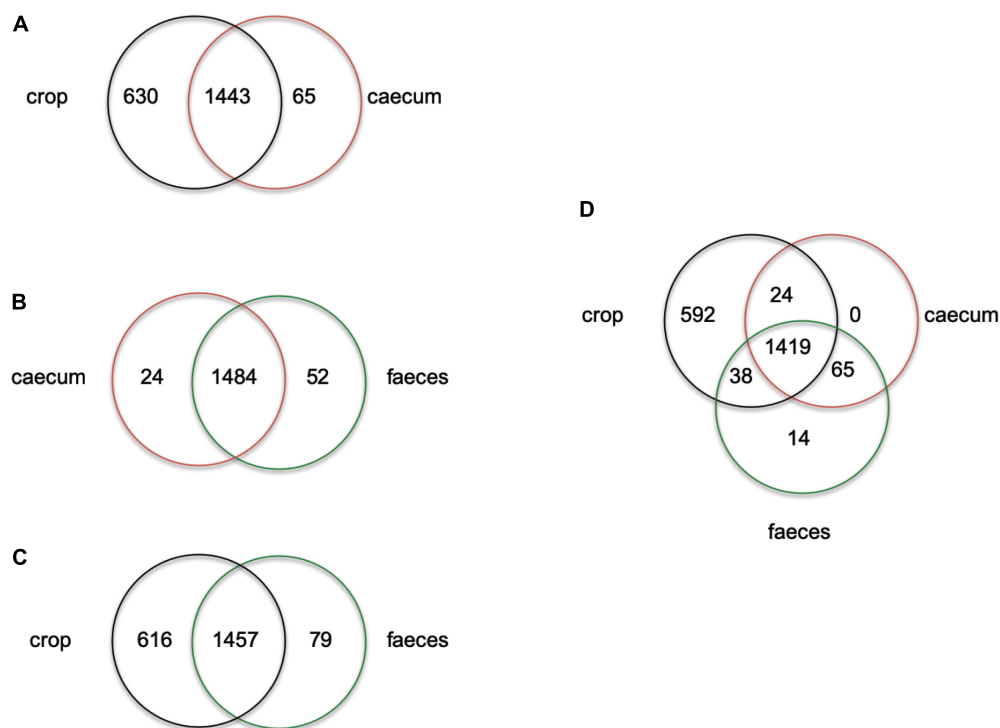 A
crop 630 1443 65 caecum
B
caecum 24 1484 52 faeces
C
crop 616 1457 79 faeces
D
crop 592 24 0 caecum
1419
38 65
14
faeces